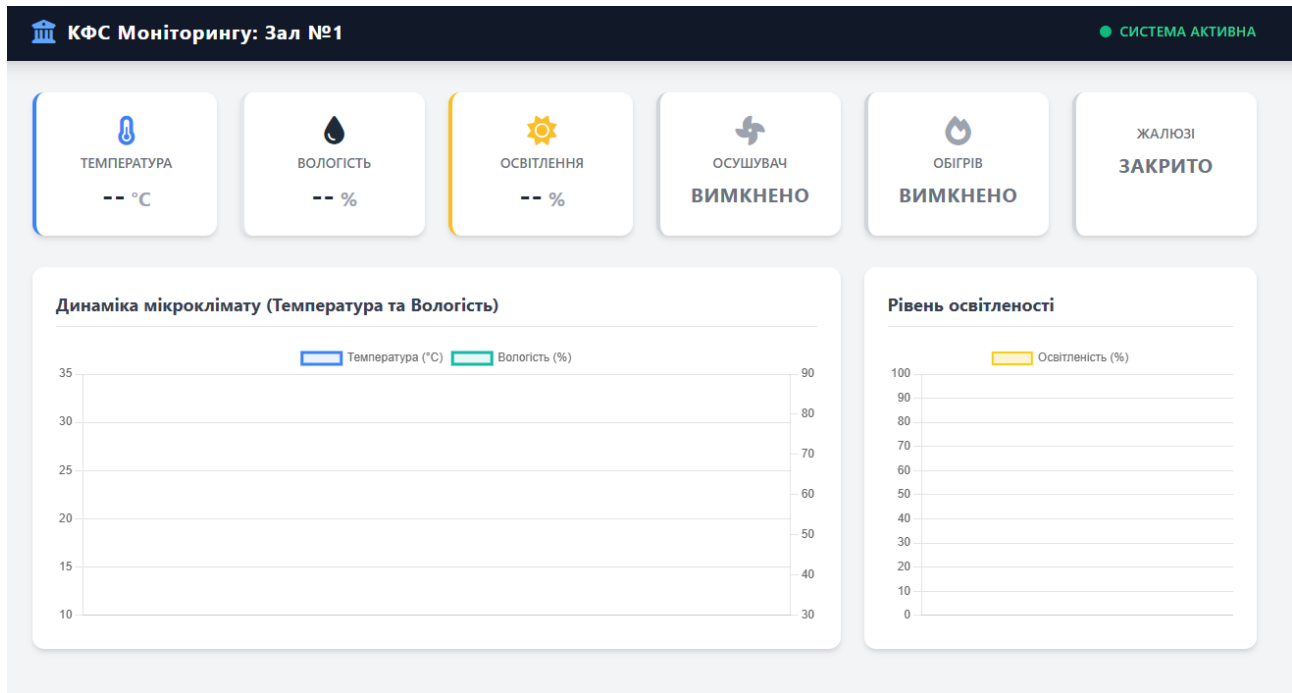 КФС Моніторингу: Зал №1
СИСТЕМА АКТИВНА
ТЕМПЕРАТУРА
-- °C
ВОЛОГІСТЬ
-- %
ОСВІТЛЕННЯ
-- %
ОСУШУВАЧ
ВИМКНЕНО
ОБІГРІВ
ВИМКНЕНО
ЖАЛЮЗІ
ЗАКРИТО
Динаміка мікроклімату (Температура та Вологість)
Температура (°C) Вологість (%)
35
30
25
20
15
10
90
80
70
60
50
40
30
Рівень освітленості
Освітленість (%)
100
90
80
70
60
50
40
30
20
10
0